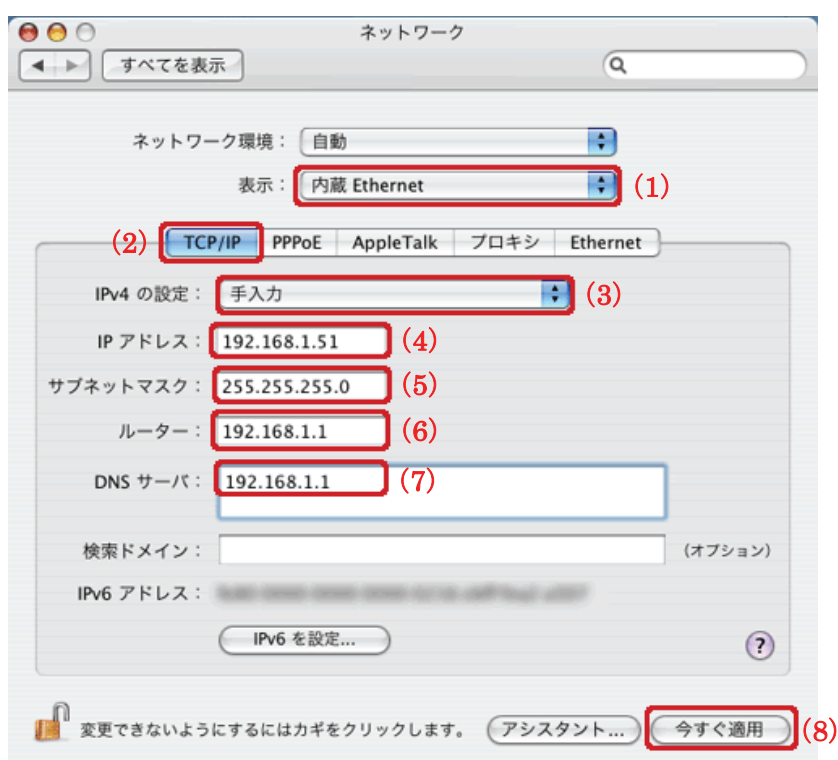 ネットワーク
すべてを表示
ネットワーク環境： 自動
表示： 内蔵 Ethernet (1)
(2) TCP/IP PPPoE AppleTalk プロキシ Ethernet
IPv4 の設定： 手入力 (3)
IP アドレス： 192.168.1.51 (4)
サブネットマスク： 255.255.255.0 (5)
ルーター： 192.168.1.1 (6)
DNS サーバ： 192.168.1.1 (7)
検索ドメイン： (オプション)
IPv6 アドレス：
IPv6 を設定... ?
変更できないようにするにはカギをクリックします。 アシスタント... 今すぐ適用 (8)